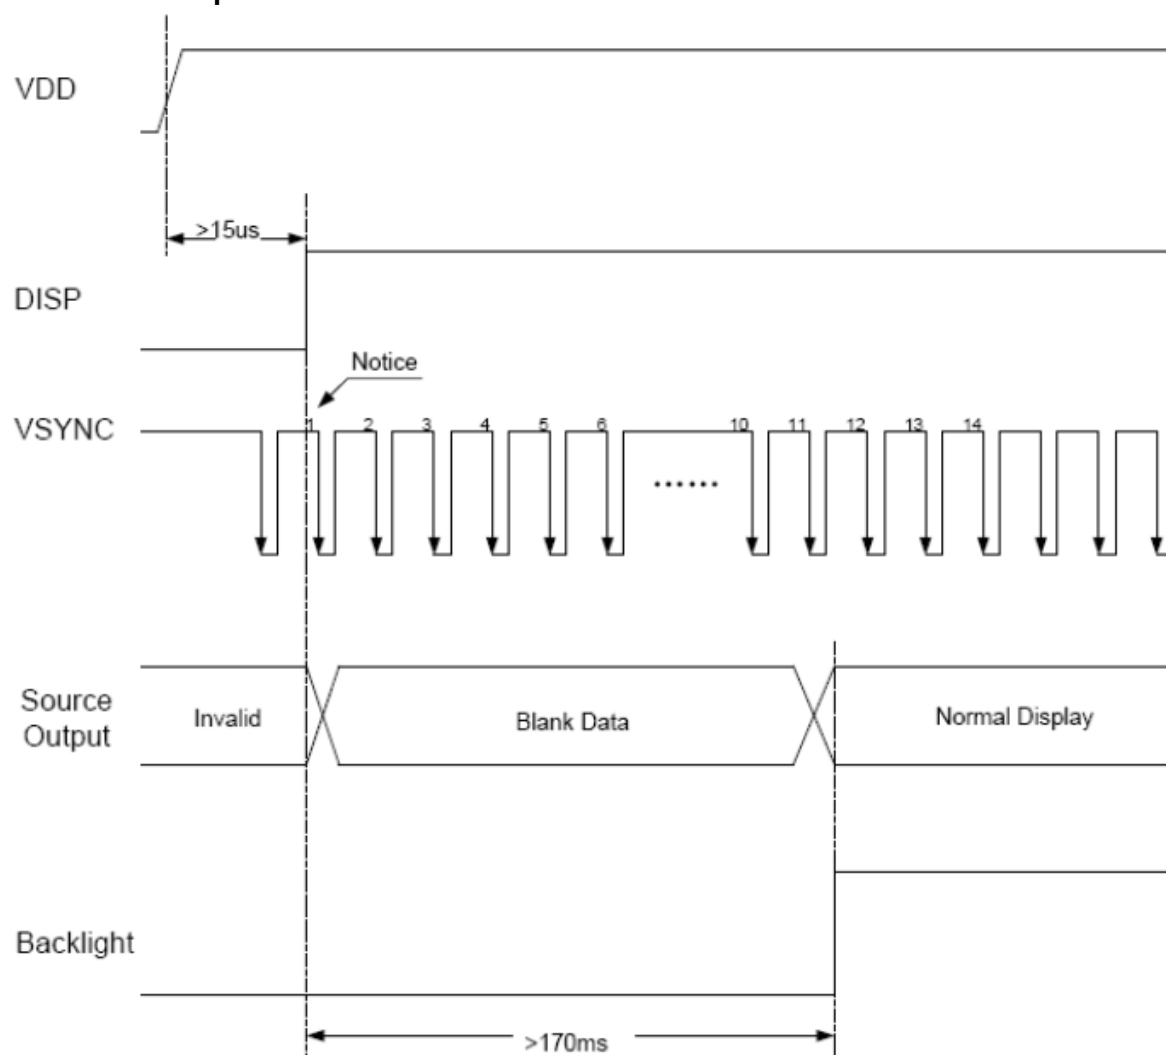 VDD
>15us
DISP
Notice
VSYNC
1 2 3 4 5 6 10 11 12 13 14
......
Source
Output
Invalid
Blank Data
Normal Display
Backlight
>170ms